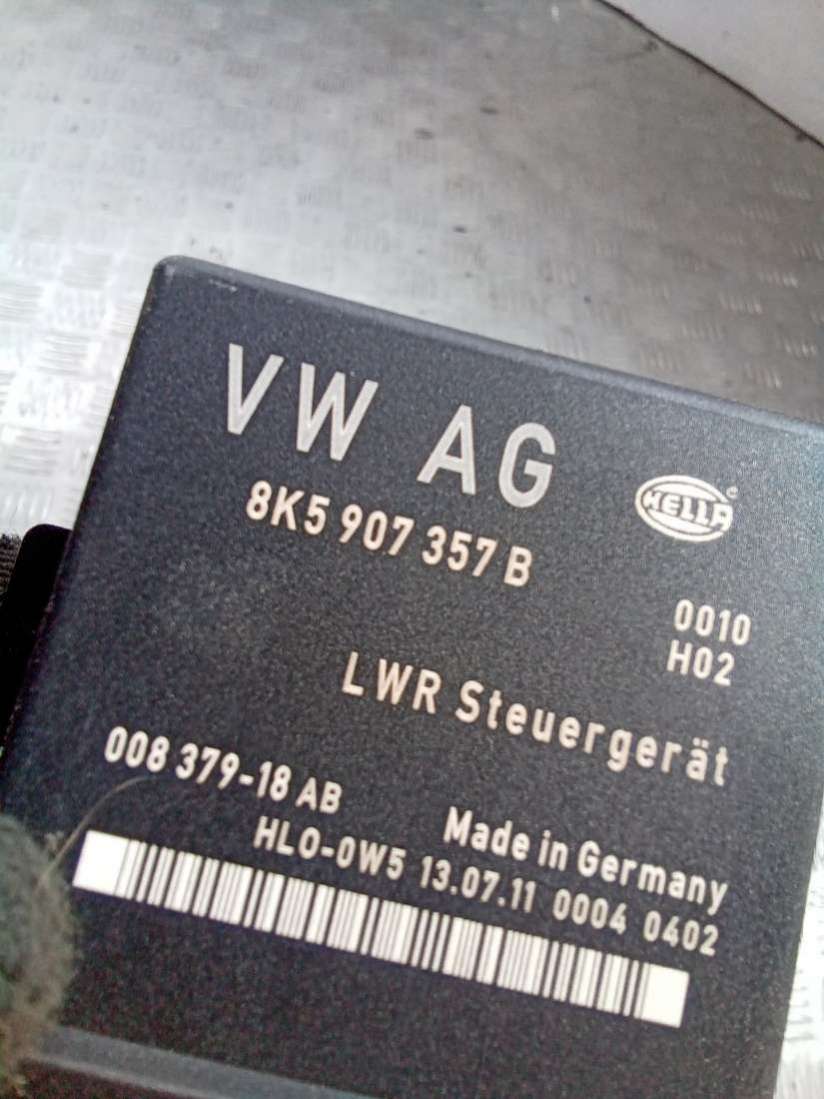 VW AG
HELLA ©
8K5 907 357 B
0010
H02
LWR Steuergerät
008 379-18 AB
Made in Germany
HLO-0W5 13.07.11 0004 0402